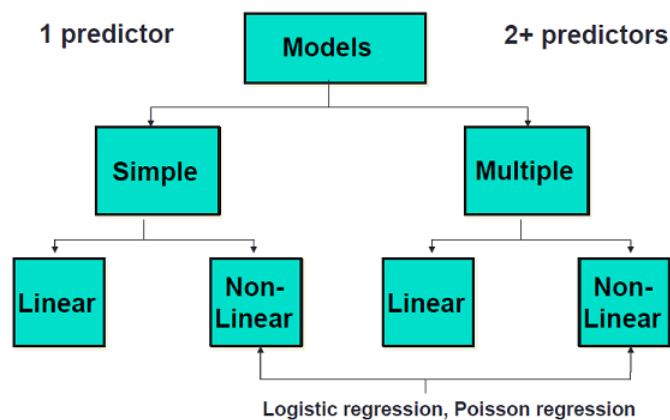 1 predictor
Models
2+ predictors
Simple
Multiple
Linear
Non-
Linear
Linear
Non-
Linear
Logistic regression, Poisson regression